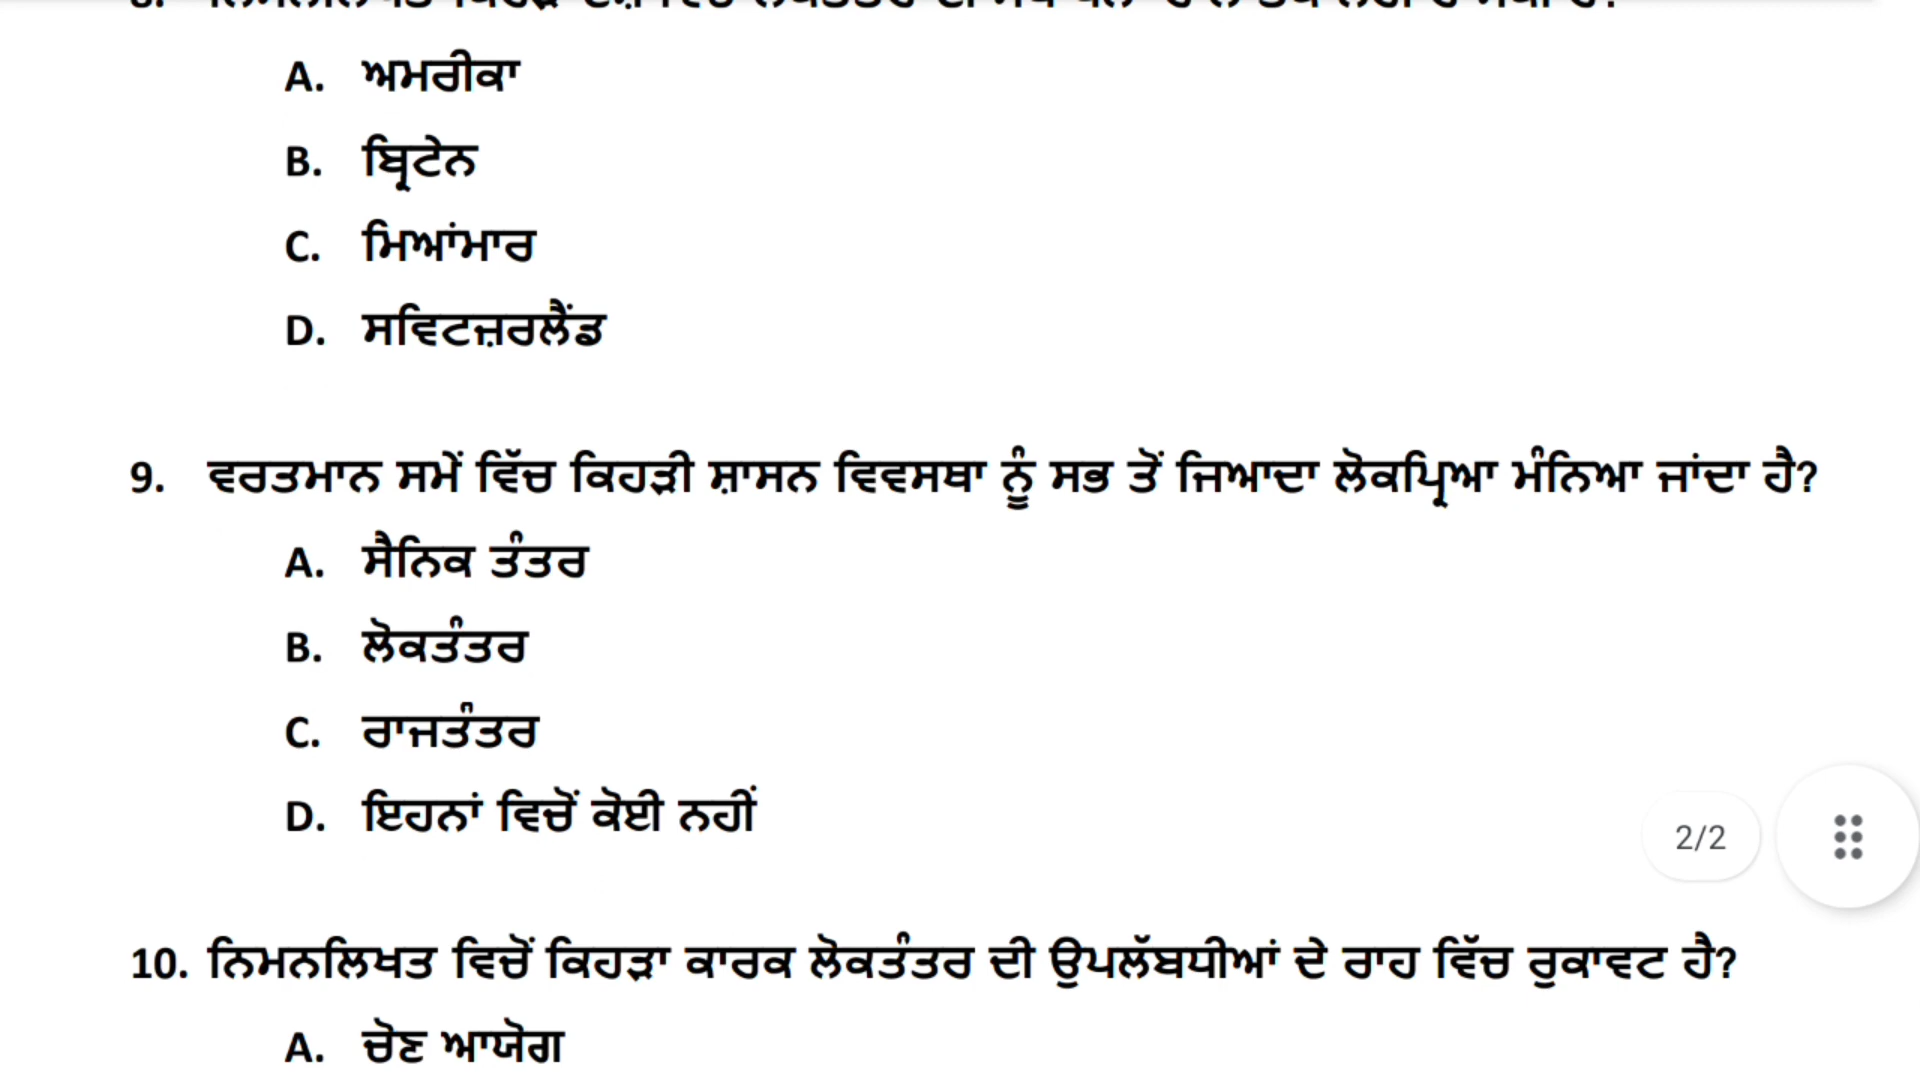 A. ਅਮਰੀਕਾ
B. ਬ੍ਰਿਟੇਨ
C. ਮਿਆਂਮਾਰ
D. ਸਵਿਟਜ਼ਰਲੈਂਡ
9. ਵਰਤਮਾਨ ਸਮੇਂ ਵਿੱਚ ਕਿਹੜੀ ਸ਼ਾਸਨ ਵਿਵਸਥਾ ਨੂੰ ਸਭ ਤੋਂ ਜਿਆਦਾ ਲੋਕਪ੍ਰਿਆ ਮੰਨਿਆ ਜਾਂਦਾ ਹੈ?
A. ਸੈਨਿਕ ਤੰਤਰ
B. ਲੋਕਤੰਤਰ
C. ਰਾਜਤੰਤਰ
D. ਇਹਨਾਂ ਵਿਚੋਂ ਕੋਈ ਨਹੀਂ
2/2
10. ਨਿਮਨਲਿਖਤ ਵਿਚੋਂ ਕਿਹੜਾ ਕਾਰਕ ਲੋਕਤੰਤਰ ਦੀ ਉਪਲੱਬਧੀਆਂ ਦੇ ਰਾਹ ਵਿੱਚ ਰੁਕਾਵਟ ਹੈ?
A. ਚੋਣ ਆਯੋਗ